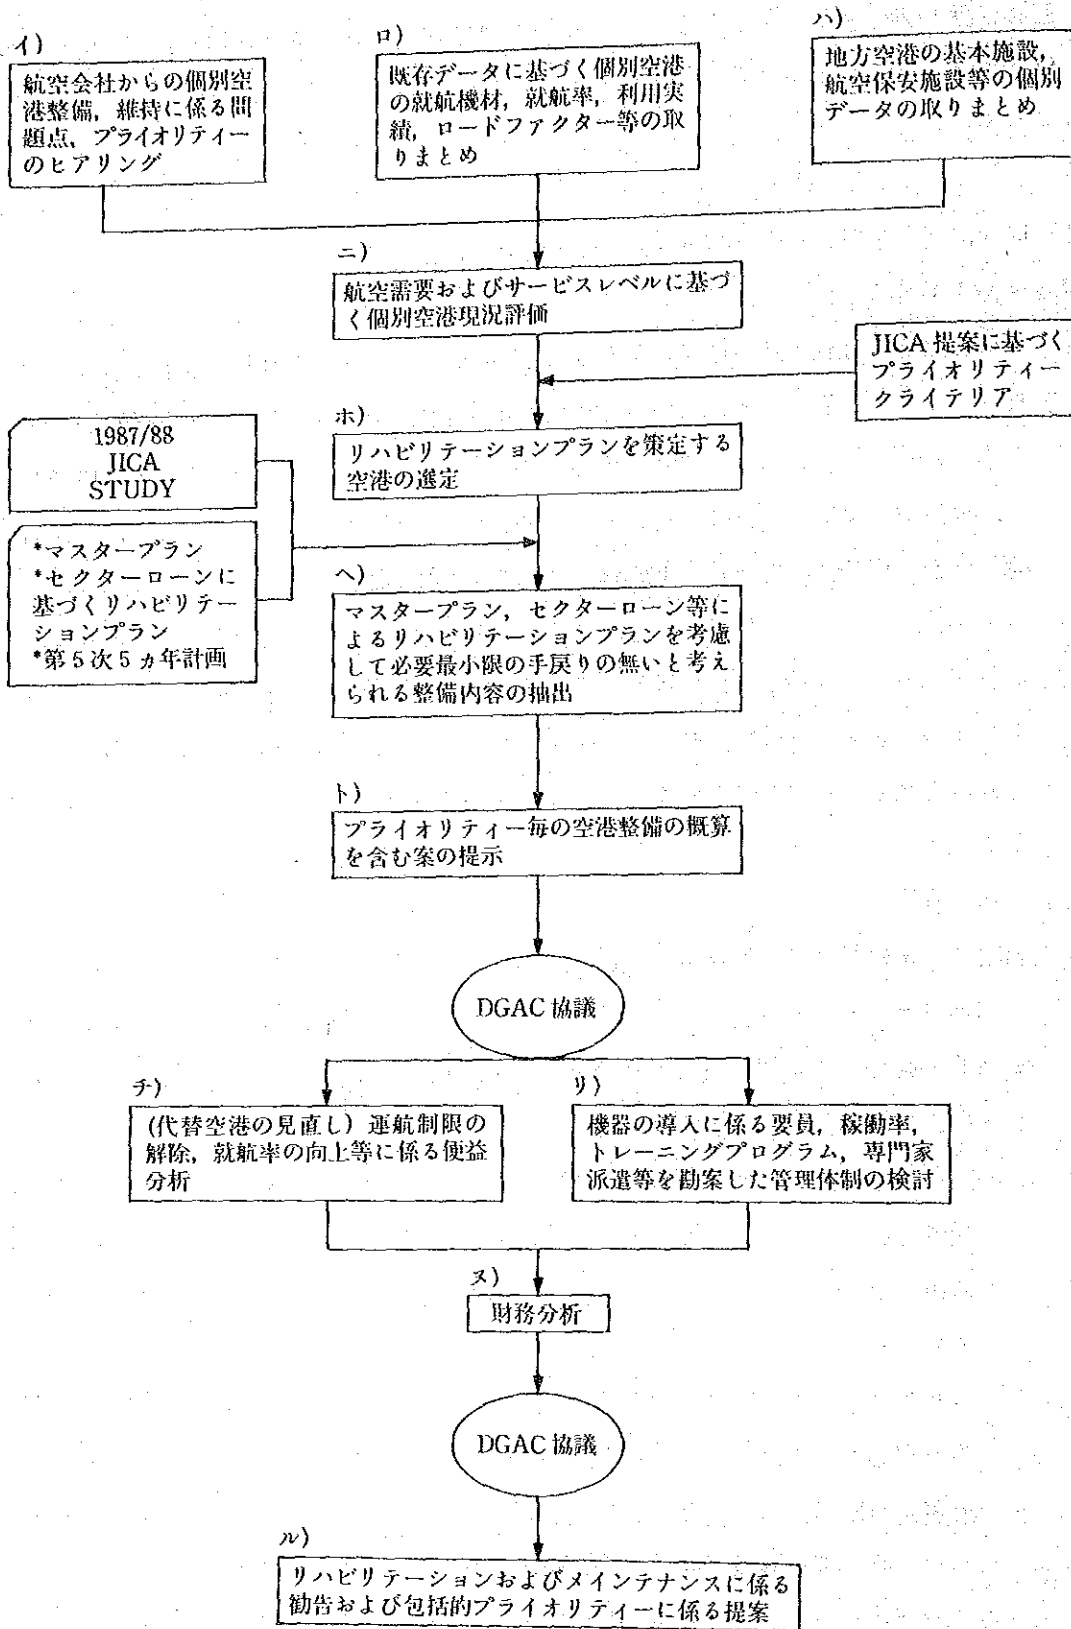 イ)
航空会社からの個別空
港整備，維持に係る問
題点，プライオリティー
のヒアリング
ロ)
既存データに基づく個別空港
の就航機材，就航率，利用実
績，ロードファクター等の取
りまとめ
ハ)
地方空港の基本施設，
航空保安施設等の個別
データの取りまとめ
ニ)
航空需要およびサービスレベルに基づ
く個別空港現況評価
JICA 提案に基づく
プライオリティー
クライテリア
ホ)
リハビリテーションプランを策定する
空港の選定
1987/88
JICA
STUDY
*マスタープラン
*セクターローンに
基づくリハビリテー
ションプラン
*第5次5ヵ年計画
ヘ)
マスタープラン，セクターローン等に
よるリハビリテーションプランを考慮
して必要最小限の手戻りの無いと考え
られる整備内容の抽出
ト)
プライオリティー毎の空港整備の概算
を含む案の提示
DGAC 協議
チ)
(代替空港の見直し) 運航制限の
解除，就航率の向上等に係る便益
分析
リ)
機器の導入に係る要員，稼働率，
トレーニングプログラム，専門家
派遣等を勘案した管理体制の検討
ヌ)
財務分析
DGAC 協議
ル)
リハビリテーションおよびメインテナンスに係る
勧告および包括的プライオリティーに係る提案